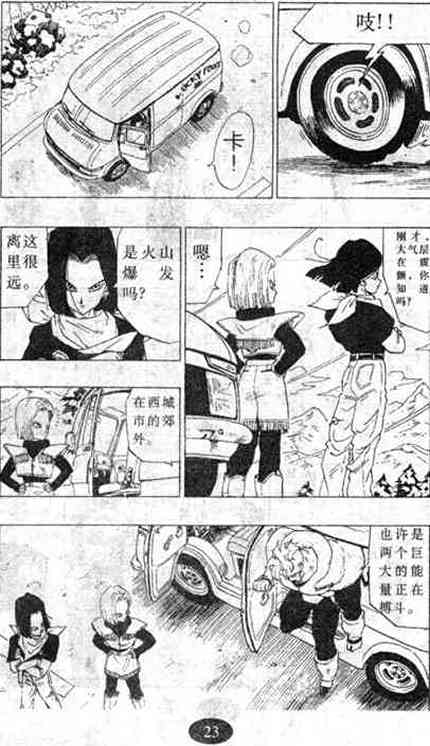 吱!!
卡!
刚才,
大气层
在震
颤,你
知道
吗?
嗯…
是火山
爆发
吗?
离这
里很
远。
在西城
市的郊
外。
也许是
两个巨
大的能
量正在
搏斗。
23